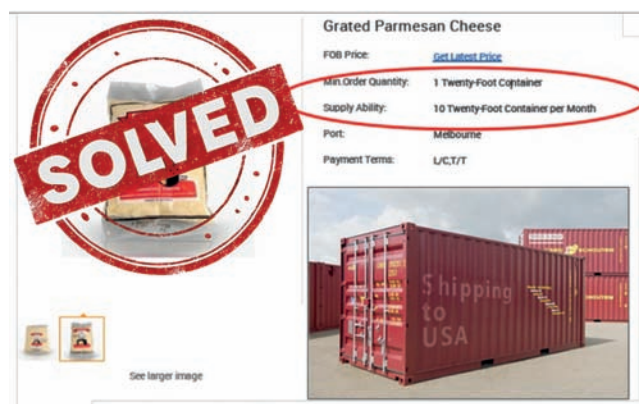 Grated Parmesan Cheese
FOB Price: Get Latest Price
Min.Order Quantity: 1 Twenty-Foot Container
Supply Ability: 10 Twenty-Foot Container per Month
Port: Melbourne
Payment Terms: L/C,T/T
SOLVED
Shipping
to
USA
See larger image